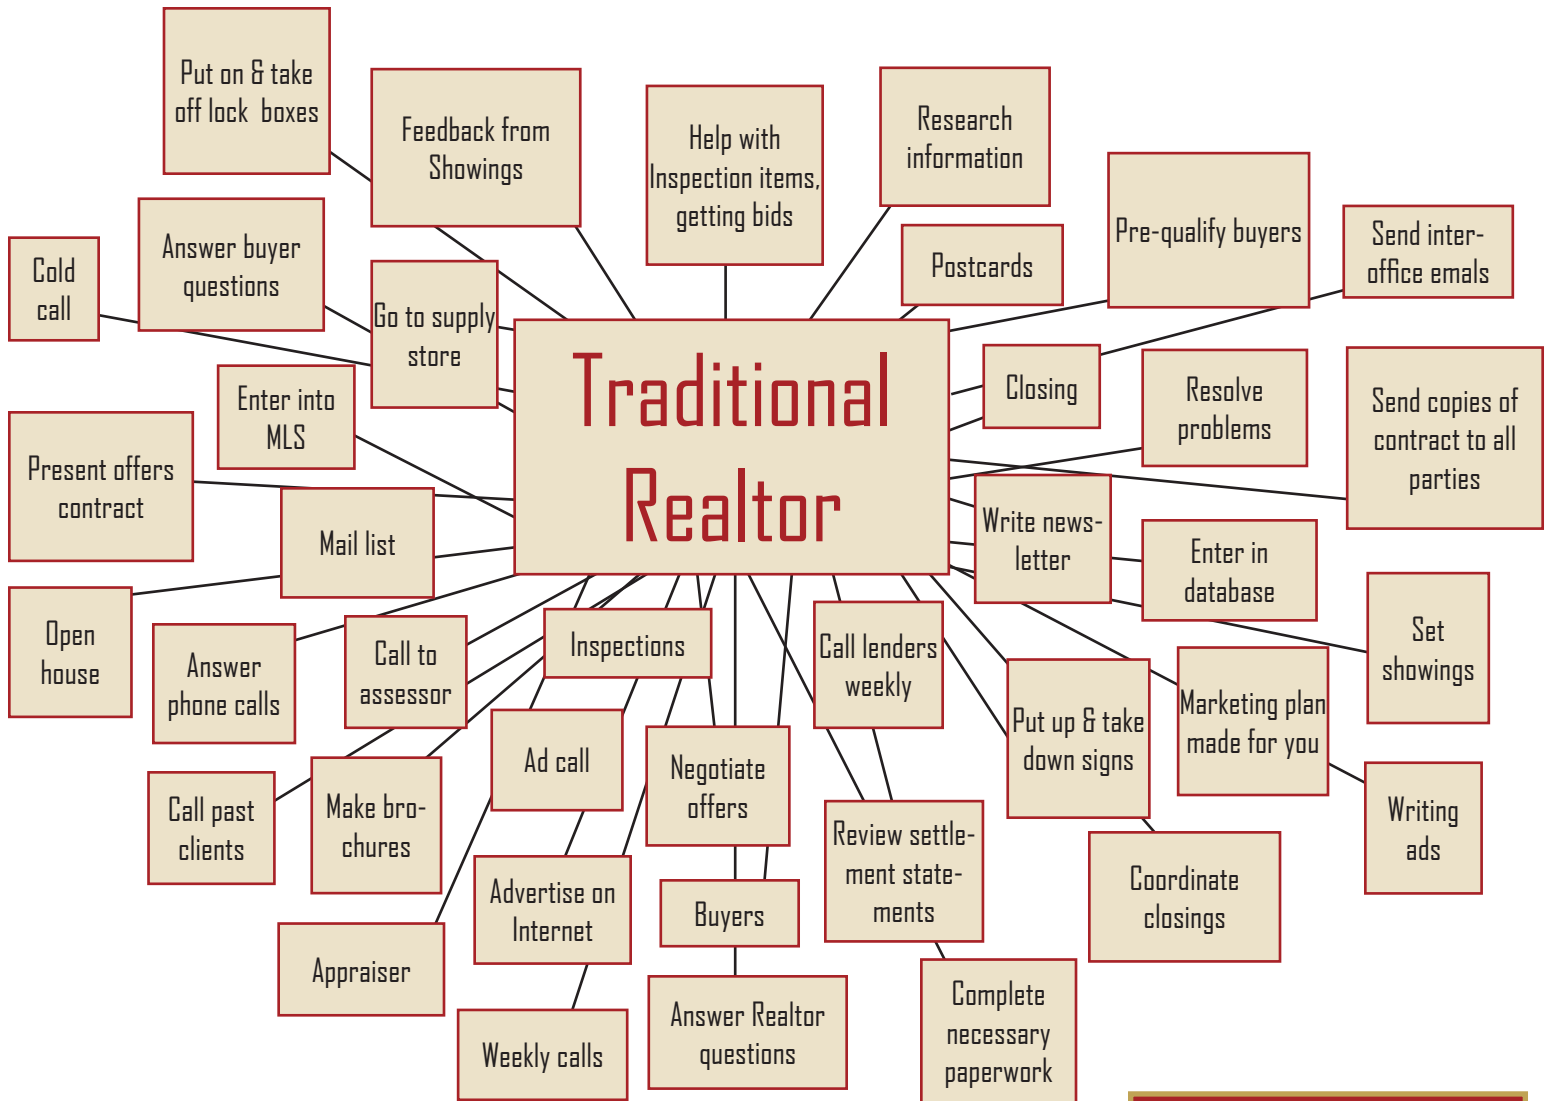 Put on & take
off lock boxes
Feedback from
Showings
Help with
Inspection items,
getting bids
Research
information
Pre-qualify buyers
Send inter-
office emals
Postcards
Cold
call
Answer buyer
questions
Go to supply
store
Traditional
Realtor
Closing
Resolve
problems
Send copies of
contract to all
parties
Enter into
MLS
Present offers
contract
Mail list
Write news-
letter
Enter in
database
Set
showings
Open
house
Answer
phone calls
Call to
assessor
Inspections
Call lenders
weekly
Put up & take
down signs
Marketing plan
made for you
Writing
ads
Call past
clients
Make bro-
chures
Ad call
Negotiate
offers
Review settle-
ment state-
ments
Coordinate
closings
Appraiser
Advertise on
Internet
Buyers
Weekly calls
Answer Realtor
questions
Complete
necessary
paperwork